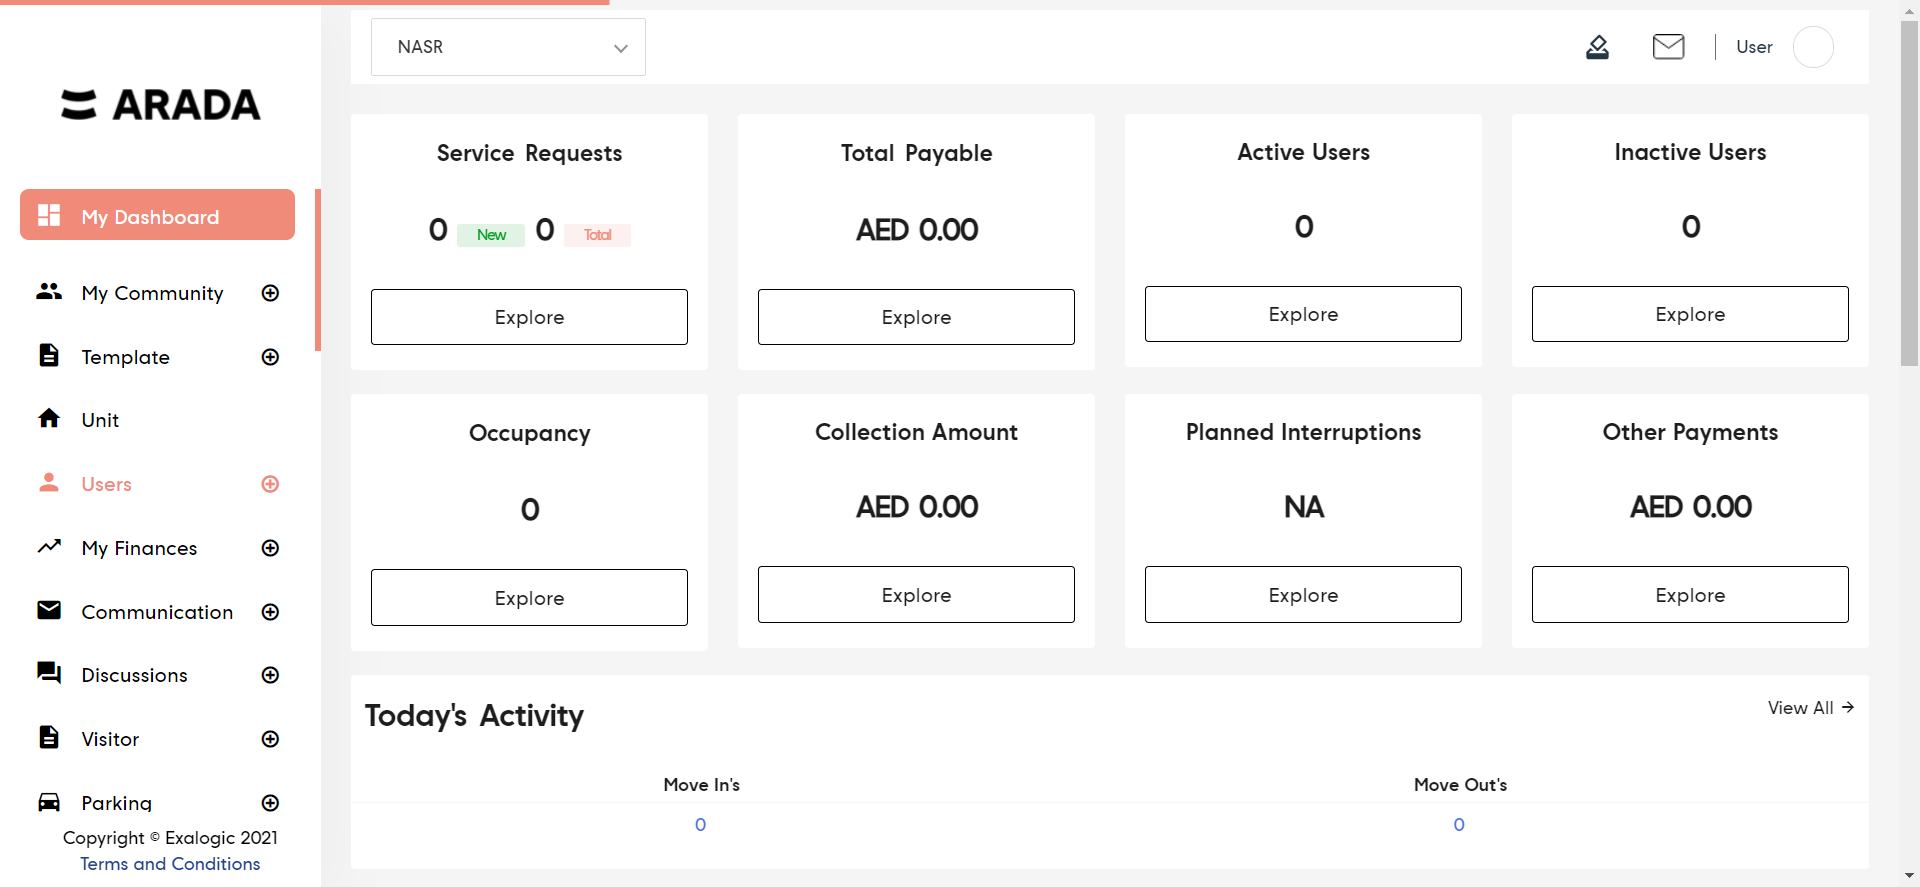 ARADA
My Dashboard
My Community
Template
Unit
Users
My Finances
Communication
Discussions
Visitor
Parking
Copyright © Exalogic 2021
Terms and Conditions
NASR
User
Service Requests
0 New 0 Total
Explore
Total Payable
AED 0.00
Explore
Active Users
0
Explore
Inactive Users
0
Explore
Occupancy
0
Explore
Collection Amount
AED 0.00
Explore
Planned Interruptions
NA
Explore
Other Payments
AED 0.00
Explore
Today's Activity
View All
Move In's
0
Move Out's
0